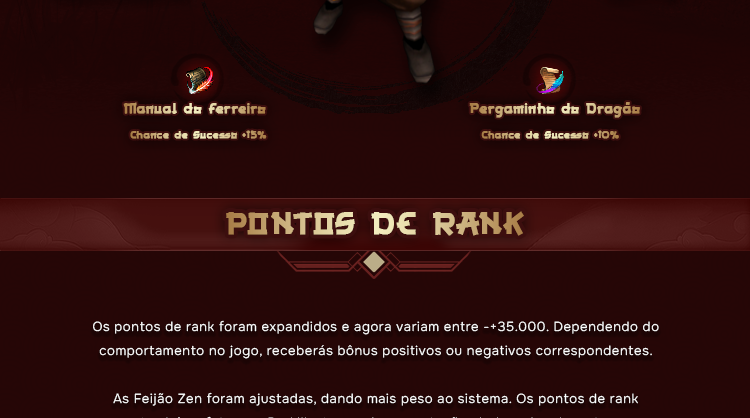 Manual do Ferreiro
Pergaminho do Dragão
Chance de Sucesso +15%
Chance de Sucesso +10%
PONTOS DE RANK
Os pontos de rank foram expandidos e agora variam entre -+35.000. Dependendo do
comportamento no jogo, receberás bônus positivos ou negativos correspondentes.
As Feijão Zen foram ajustadas, dando mais peso ao sistema. Os pontos de rank